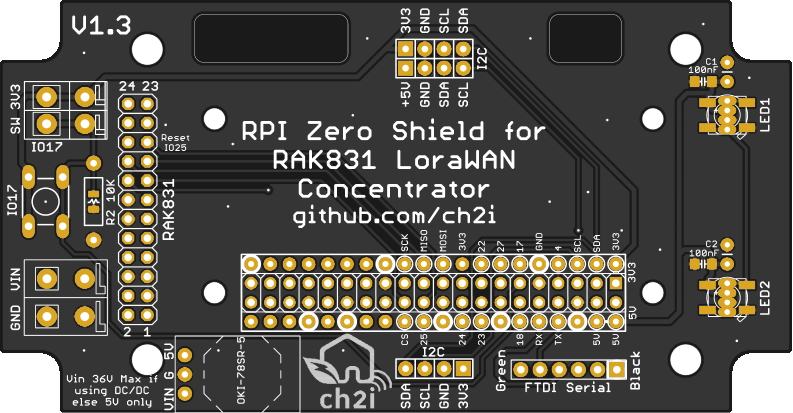 V1.3
3V3 GND SCL SDA
I2C
+5V GND SDA SCL
C1
100nF
LED1
SW 3V3
IO17
24 23
Reset
IO25
RPI Zero Shield for
RAK831 LoraWAN
Concentrator
github.com/ch2i
IO17
R2 10K
RAK831
SCK MISO MOSI 3V3 22 27 17 GND 4 SCL SDA 3V3
C2
100nF
LED2
3V3
5V
VIN
GND
2 1
CS 25 24 23 18 RX TX 5V 5V
VIN G 5V
OKI-78SR-5
ch2i
I2C
SDA SCL GND 3V3
Green
FTDI Serial
Black
Vin 36V Max if
using DC/DC
else 5V only